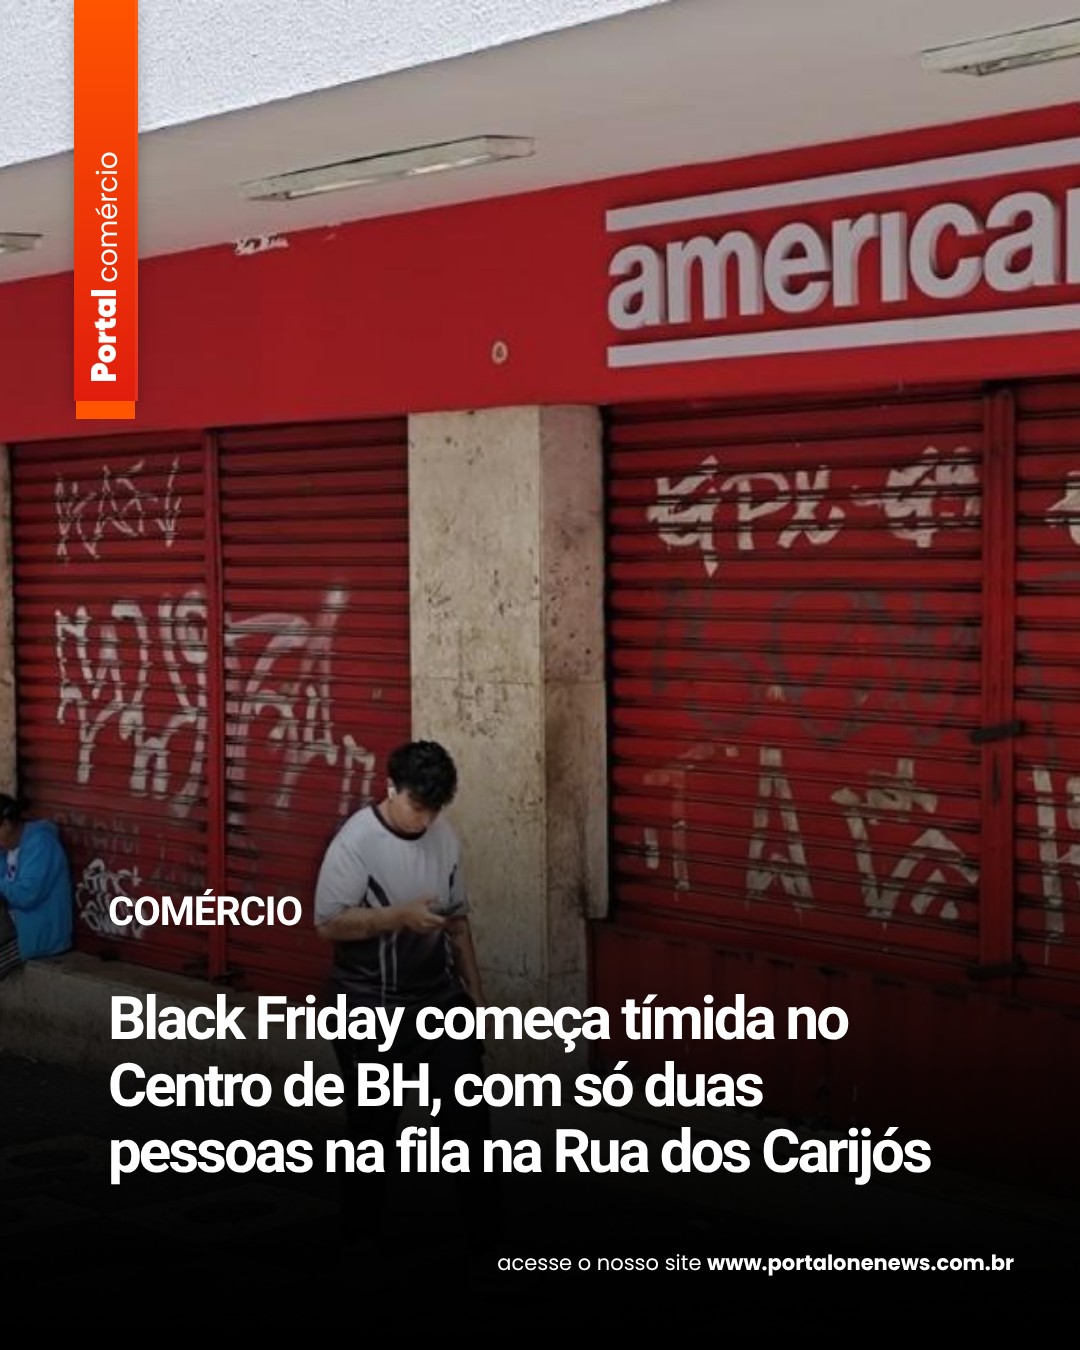 Portal comércio
american
COMÉRCIO
Black Friday começa tímida no
Centro de BH, com só duas
pessoas na fila na Rua dos Carijós
acesse o nosso site www.portalonenews.com.br